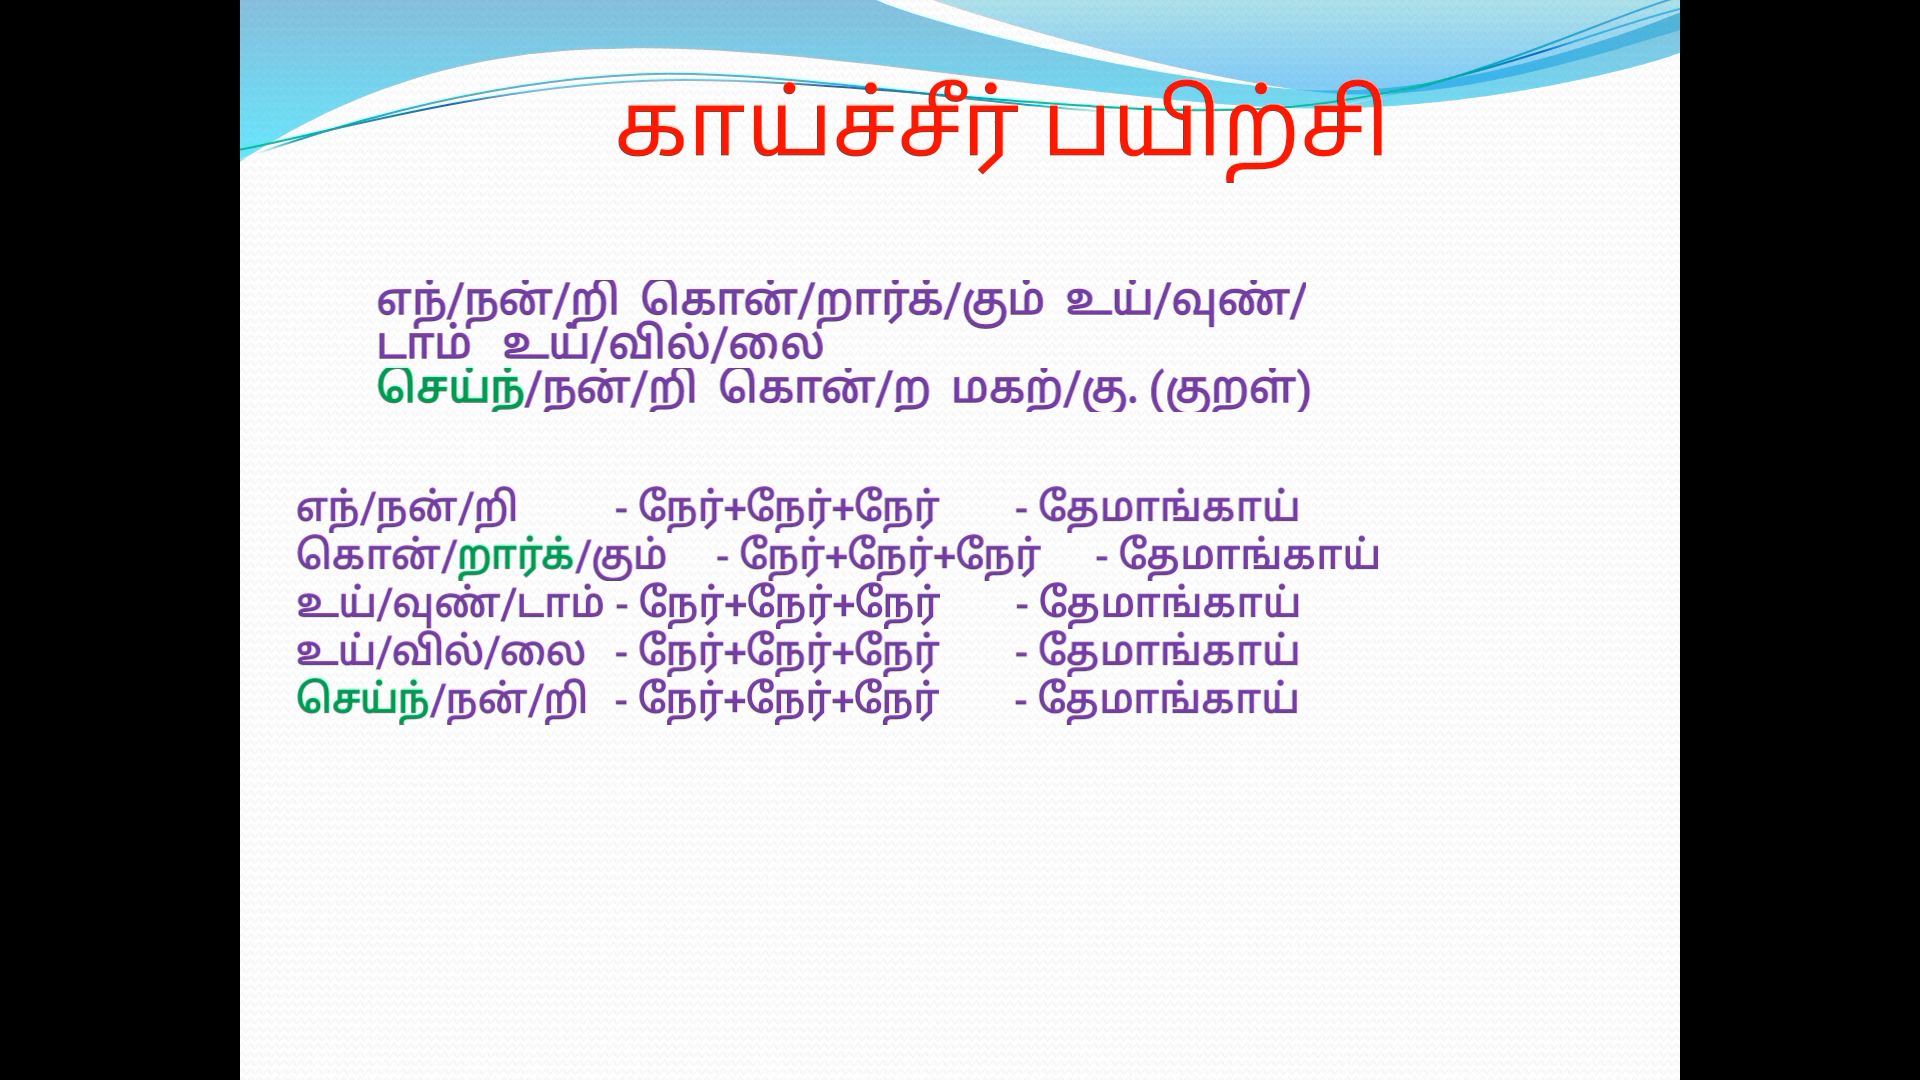 காய்ச்சீர் பயிற்சி
எந்/நன்/றி கொன்/றார்க்/கும் உய்/வுண்/
டாம் உய்/வில்/லை
செய்ந்/நன்/றி கொன்/ற மகற்/கு. (குறள்)
எந்/நன்/றி - நேர்+நேர்+நேர் - தேமாங்காய்
கொன்/றார்க்/கும் - நேர்+நேர்+நேர் - தேமாங்காய்
உய்/வுண்/டாம் - நேர்+நேர்+நேர் - தேமாங்காய்
உய்/வில்/லை - நேர்+நேர்+நேர் - தேமாங்காய்
செய்ந்/நன்/றி - நேர்+நேர்+நேர் - தேமாங்காய்